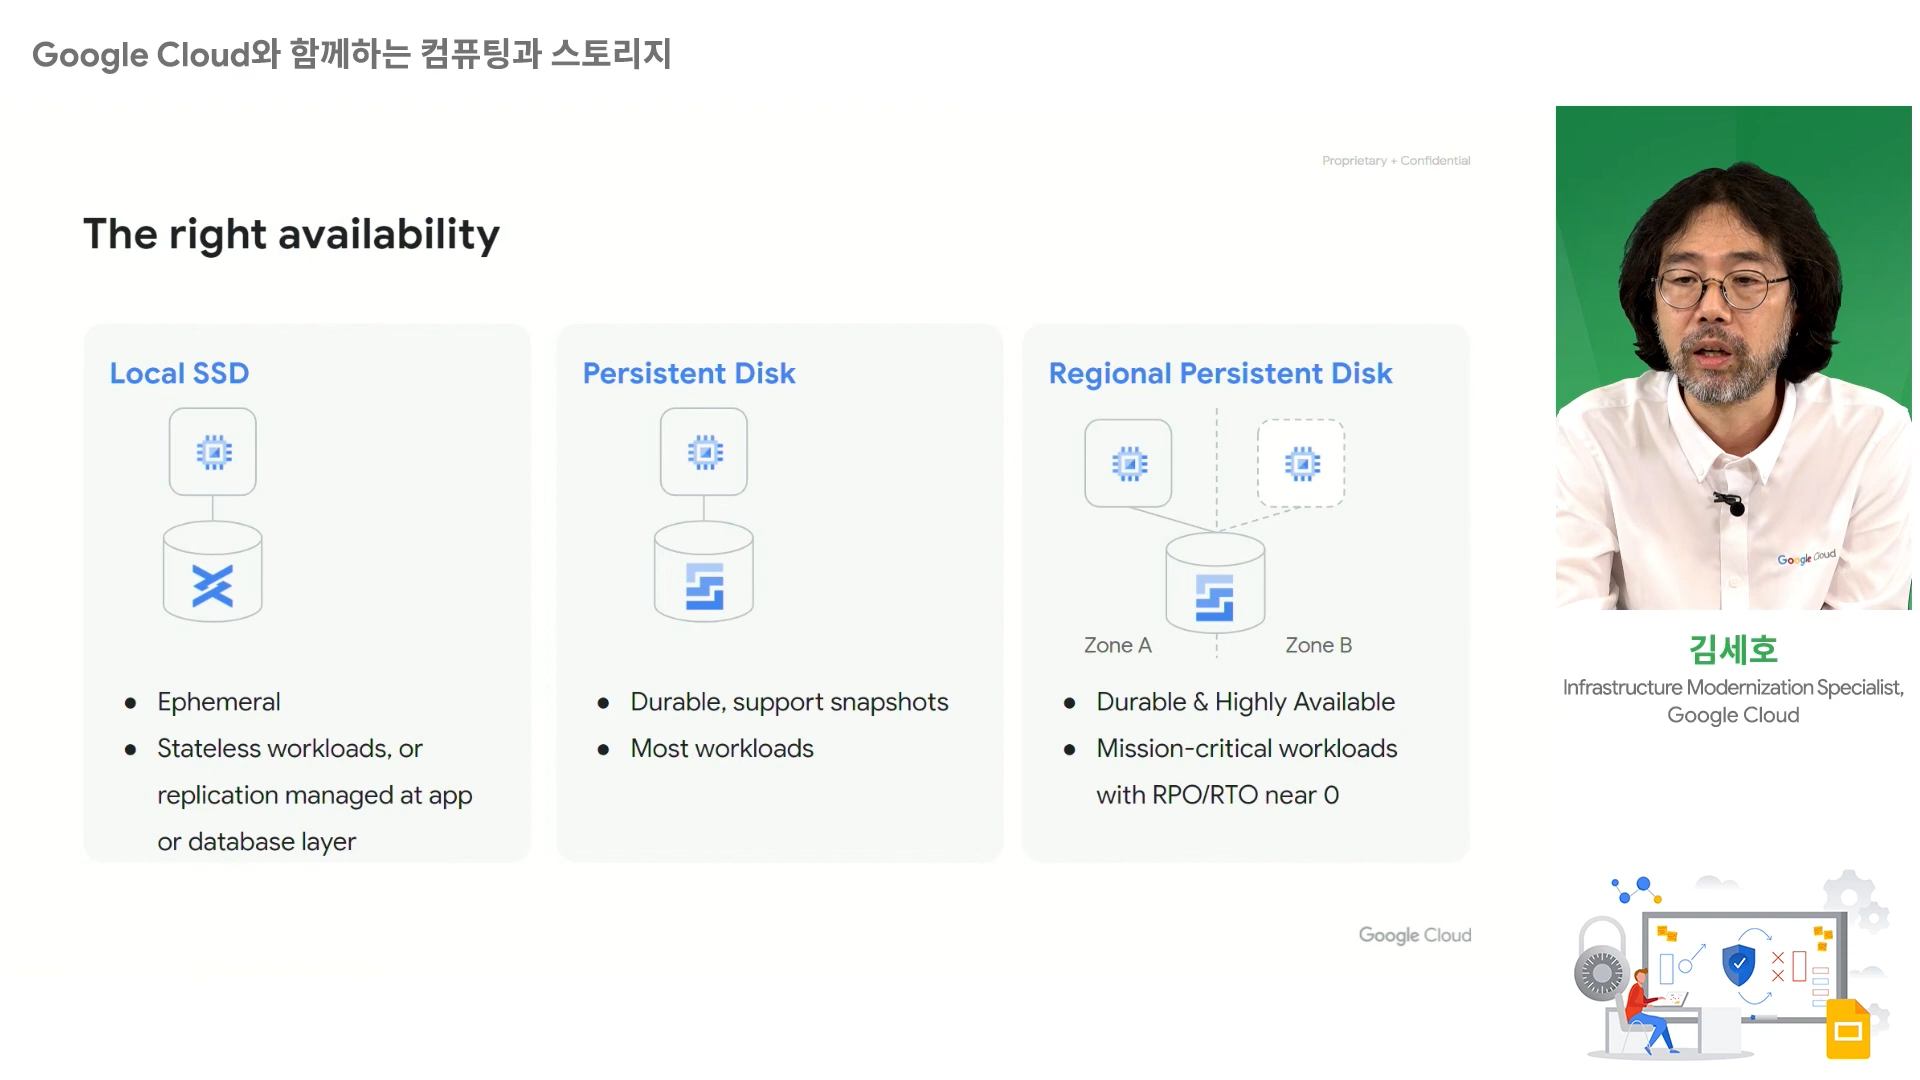 Google Cloud와 함께하는 컴퓨팅과 스토리지
Proprietary + Confidential
The right availability
Local SSD
● Ephemeral
● Stateless workloads, or
replication managed at app
or database layer
Persistent Disk
● Durable, support snapshots
● Most workloads
Regional Persistent Disk
Zone A
Zone B
● Durable & Highly Available
● Mission-critical workloads
with RPO/RTO near 0
Google Cloud
Google Cloud
김세호
Infrastructure Modernization Specialist,
Google Cloud